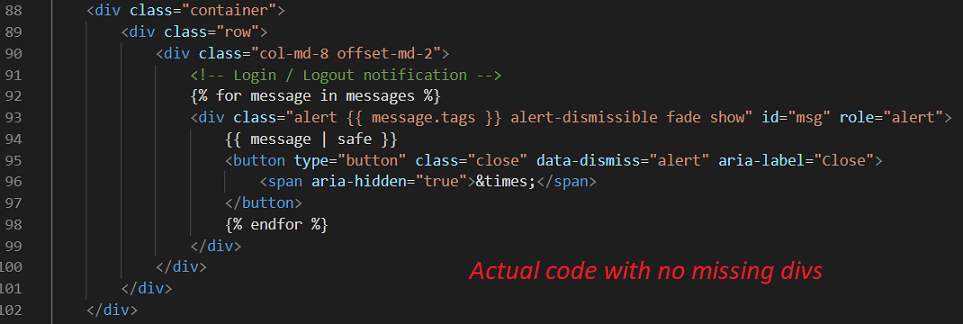 88 <div class="container">
89 <div class="row">
90 <div class="col-md-8 offset-md-2">
91 <!-- Login / Logout notification -->
92 {% for message in messages %}
93 <div class="alert {{ message.tags }} alert-dismissible fade show" id="msg" role="alert">
94 {{ message | safe }}
95 <button type="button" class="close" data-dismiss="alert" aria-label="Close">
96 <span aria-hidden="true">&times;</span>
97 </button>
98 {% endfor %}
99 </div>
100 </div>
101 </div>
102 </div>
Actual code with no missing divs